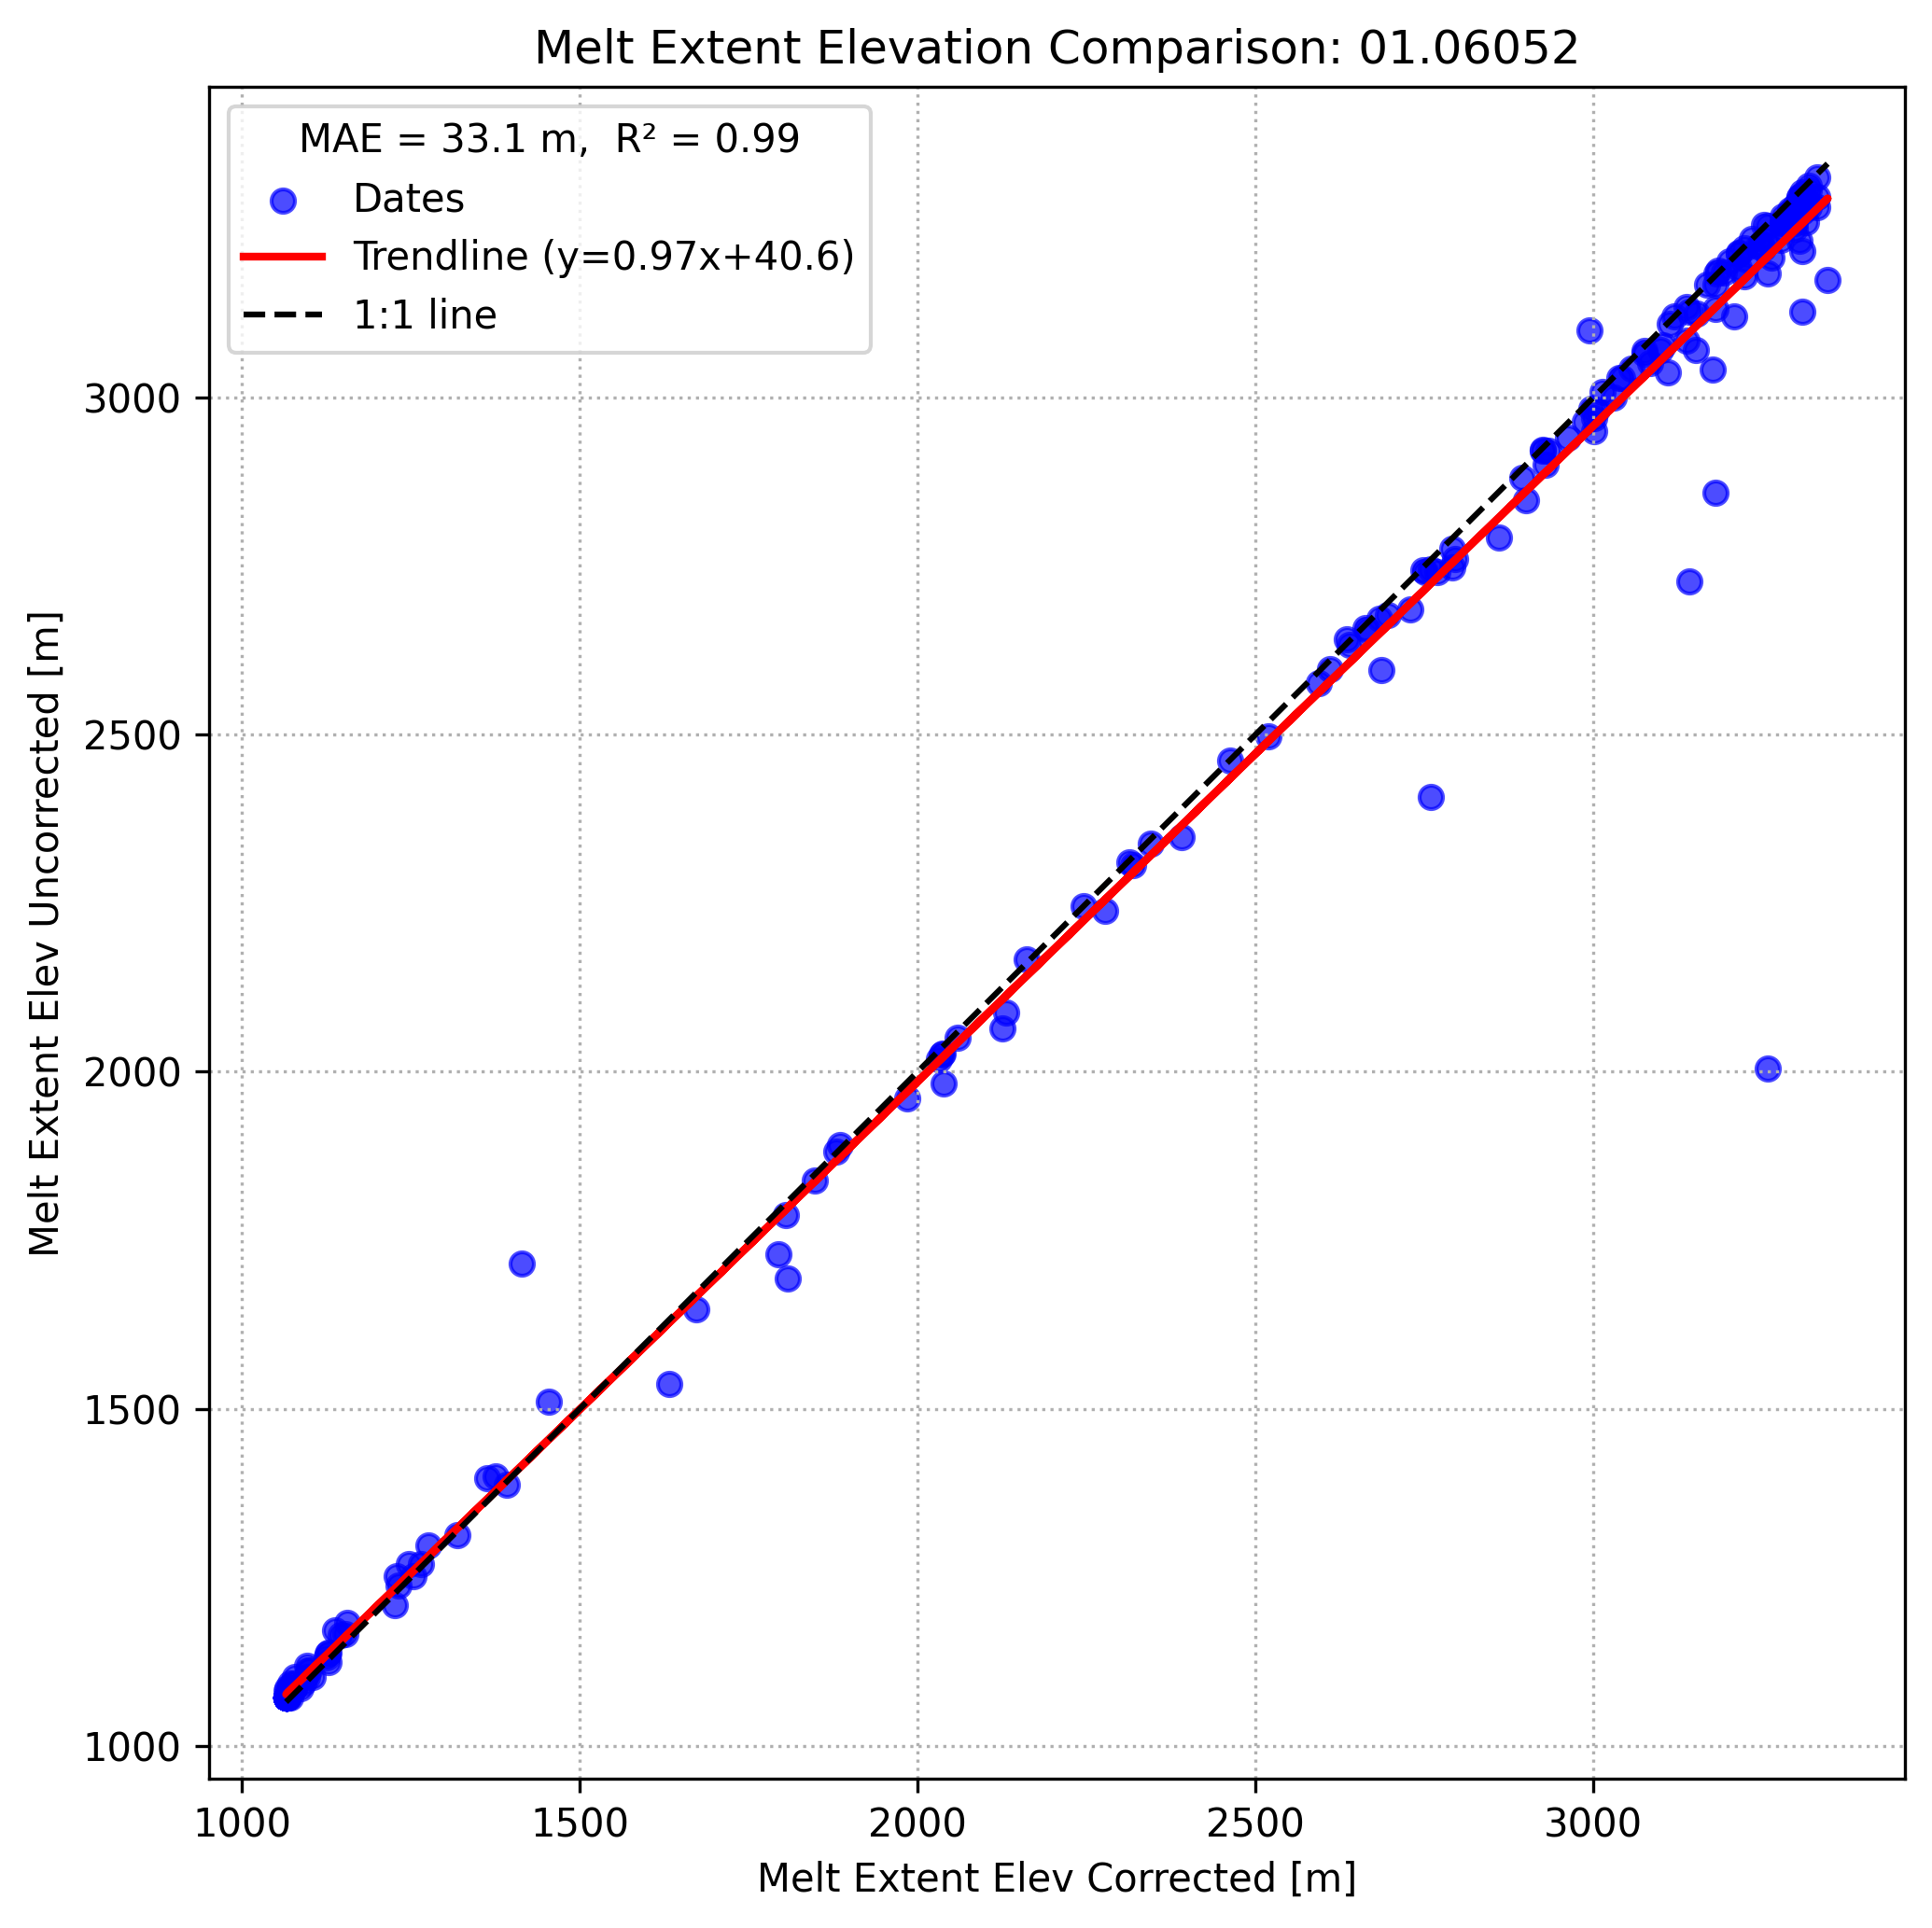 Melt Extent Elevation Comparison: 01.06052
MAE = 33.1 m,  R² = 0.99
Dates
Trendline (y=0.97x+40.6)
1:1 line
Melt Extent Elev Uncorrected [m]
3000
2500
2000
1500
1000
1000 1500 2000 2500 3000
Melt Extent Elev Corrected [m]